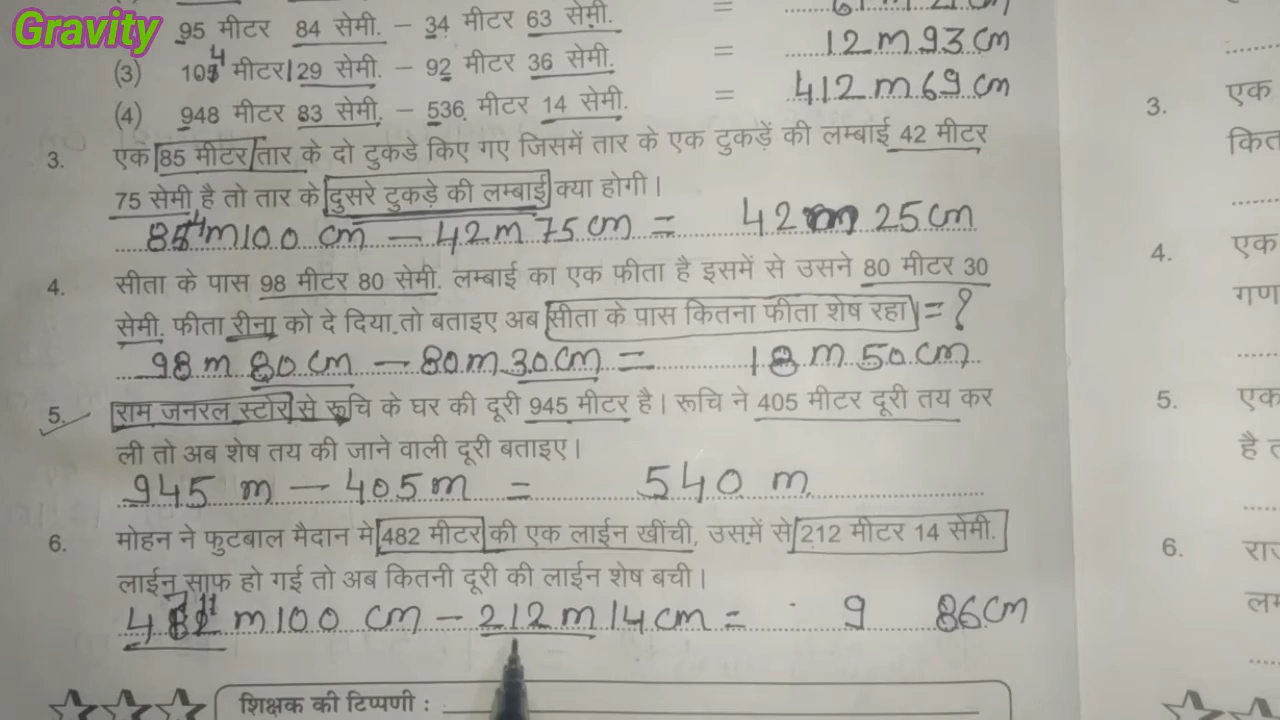 Gravity
95 मीटर 84 सेमी. – 34 मीटर 63 सेमी. =
(3) 105 4 मीटर 129 सेमी. – 92 मीटर 36 सेमी. = 12 m 93 cm
(4) 948 मीटर 83 सेमी. – 536 मीटर 14 सेमी. = 412 m 69 cm
3. एक 85 मीटर तार के दो टुकडे किए गए जिसमें तार के एक टुकड़ें की लम्बाई 42 मीटर
75 सेमी है तो तार के दुसरे टुकड़े की लम्बाई क्या होगी।
85 4 m 100 cm – 42 m 75 cm = 42 m 25 cm
4. सीता के पास 98 मीटर 80 सेमी. लम्बाई का एक फीता है इसमें से उसने 80 मीटर 30
सेमी. फीता रीना को दे दिया तो बताइए अब सीता के पास कितना फीता शेष रहा = ?
98 m 80 cm – 80 m 30 cm = 18 m 50 cm
5. राम जनरल स्टोर से रूचि के घर की दूरी 945 मीटर है। रूचि ने 405 मीटर दूरी तय कर
ली तो अब शेष तय की जाने वाली दूरी बताइए।
945 m – 405 m = 540 m
6. मोहन ने फुटबाल मैदान मे 482 मीटर की एक लाईन खींची, उसमें से 212 मीटर 14 सेमी.
लाईन साफ हो गई तो अब कितनी दूरी की लाईन शेष बची।
482 7 11 m 100 cm – 212 m 14 cm = 9 86 cm
शिक्षक की टिप्पणी :
3. एक
4. एक
गण
5. एक
6.